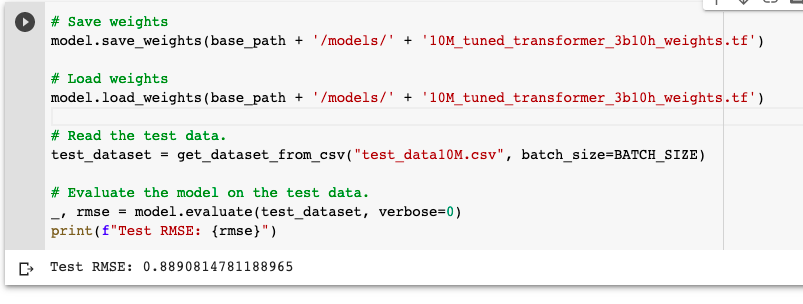 # Save weights
model.save_weights(base_path + '/models/' + '10M_tuned_transformer_3b10h_weights.tf')
# Load weights
model.load_weights(base_path + '/models/' + '10M_tuned_transformer_3b10h_weights.tf')
# Read the test data.
test_dataset = get_dataset_from_csv("test_data10M.csv", batch_size=BATCH_SIZE)
# Evaluate the model on the test data.
_, rmse = model.evaluate(test_dataset, verbose=0)
print(f"Test RMSE: {rmse}")
Test RMSE: 0.8890814781188965